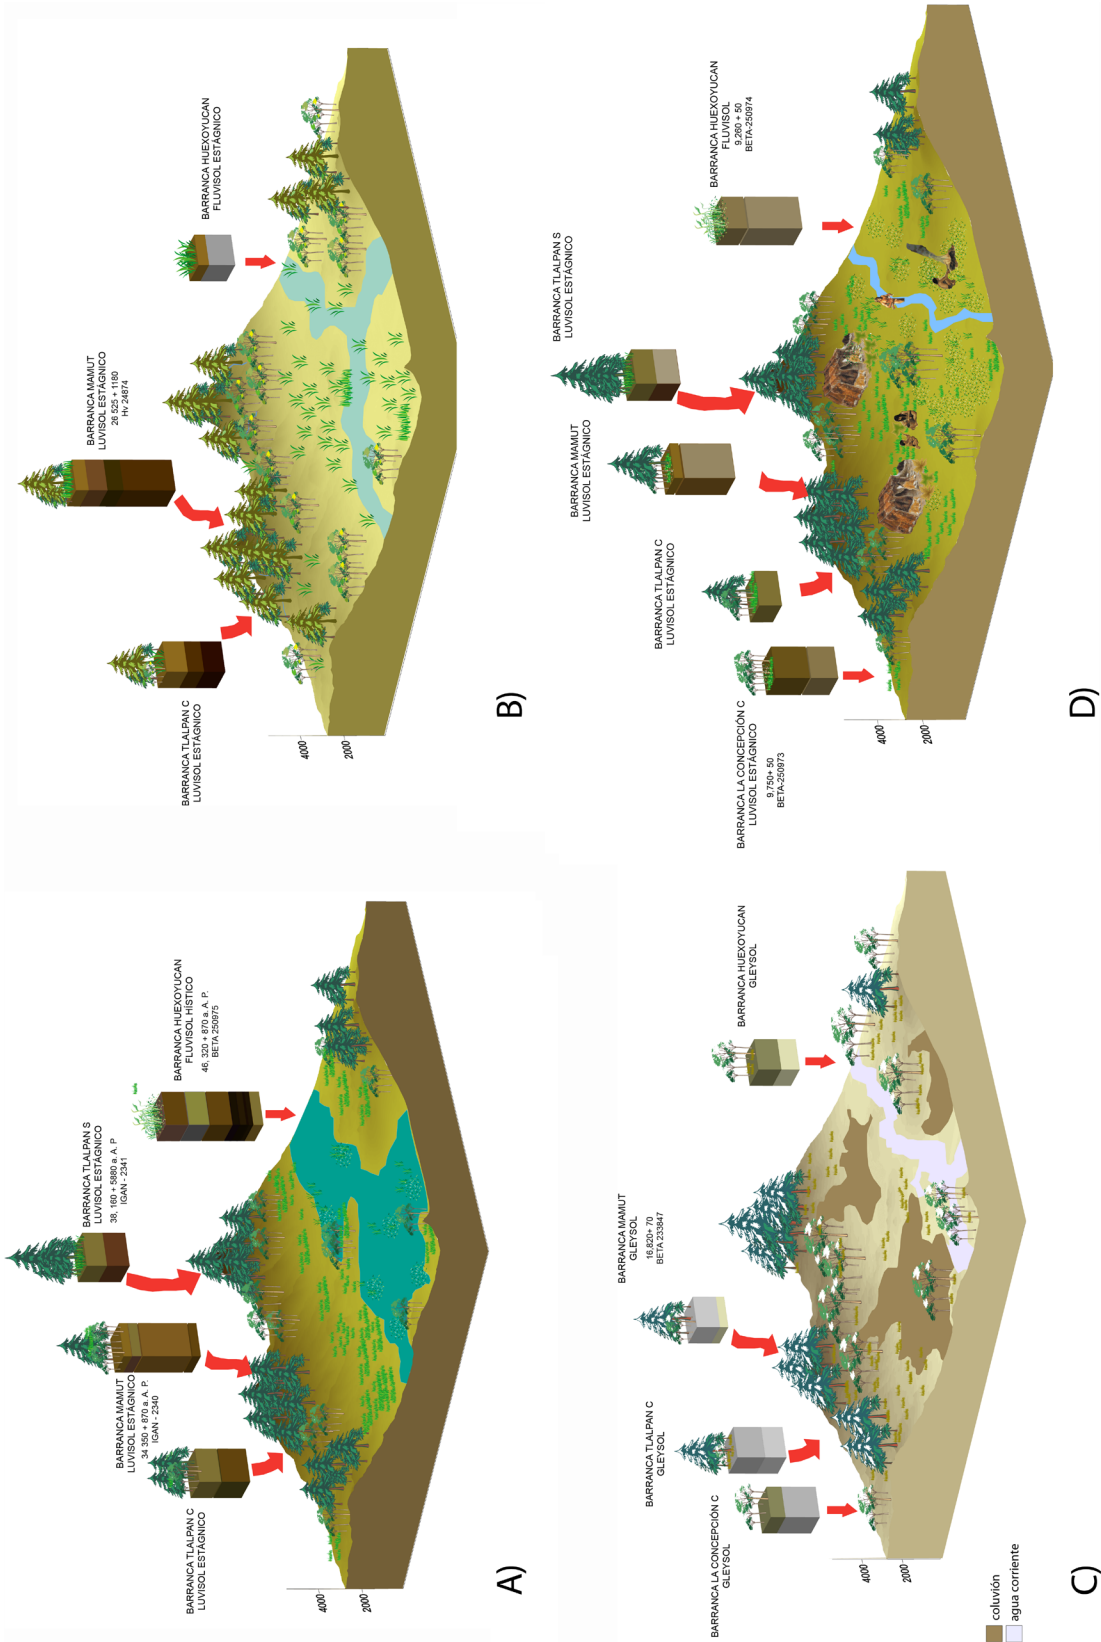 BARRANCA TLALPAN C
LUVISOL ESTÁGNICO
BARRANCA MAMUT
LUVISOL ESTÁGNICO
34 350 + 870 a. A. P.
IGAN - 2340
BARRANCA TLALPAN S
LUVISOL ESTÁGNICO
38, 160 + 5880 a. A. P
IGAN - 2341
BARRANCA HUEXOYUCAN
FLUVISOL HÍSTICO
46, 320 + 870 a. A. P.
BETA 250975
4000
2000
A)
BARRANCA TLALPAN C
LUVISOL ESTÁGNICO
BARRANCA MAMUT
LUVISOL ESTÁGNICO
26 525 + 1180
Hv 24874
BARRANCA HUEXOYUCAN
FLUVISOL ESTÁGNICO
4000
2000
B)
BARRANCA LA CONCEPCIÓN C
GLEYSOL
BARRANCA TLALPAN C
GLEYSOL
BARRANCA MAMUT
GLEYSOL
16,820+ 70
BETA 233847
BARRANCA HUEXOYUCAN
GLEYSOL
4000
2000
C)
coluvión
agua corriente
BARRANCA LA CONCEPCIÓN C
LUVISOL ESTÁGNICO
9,750+ 50
BETA-250973
BARRANCA TLALPAN C
LUVISOL ESTÁGNICO
BARRANCA MAMUT
LUVISOL ESTÁGNICO
BARRANCA TLALPAN S
LUVISOL ESTÁGNICO
BARRANCA HUEXOYUCAN
FLUVISOL
9,260 + 50
BETA-250974
4000
2000
D)